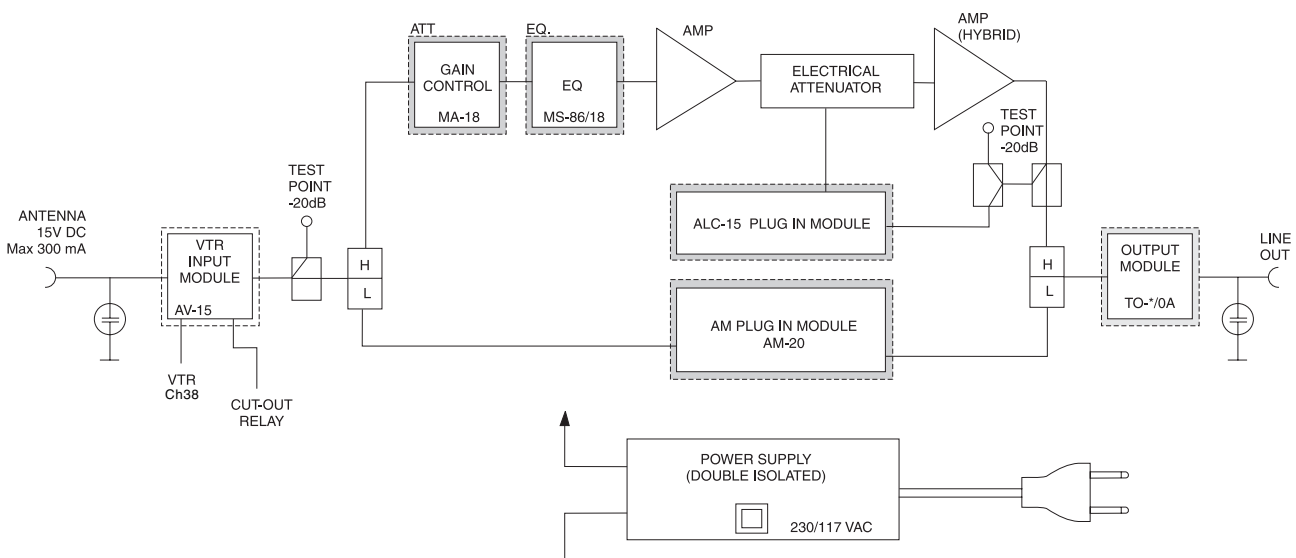 ATT
GAIN
CONTROL
MA-18
EQ.
EQ
MS-86/18
AMP
ELECTRICAL
ATTENUATOR
AMP
(HYBRID)
TEST
POINT
-20dB
ANTENNA
15V DC
Max 300 mA
VTR
INPUT
MODULE
AV-15
TEST
POINT
-20dB
H
L
ALC-15 PLUG IN MODULE
AM PLUG IN MODULE
AM-20
H
L
OUTPUT
MODULE
TO-*/0A
LINE
OUT
VTR
Ch38
CUT-OUT
RELAY
POWER SUPPLY
(DOUBLE ISOLATED)
230/117 VAC